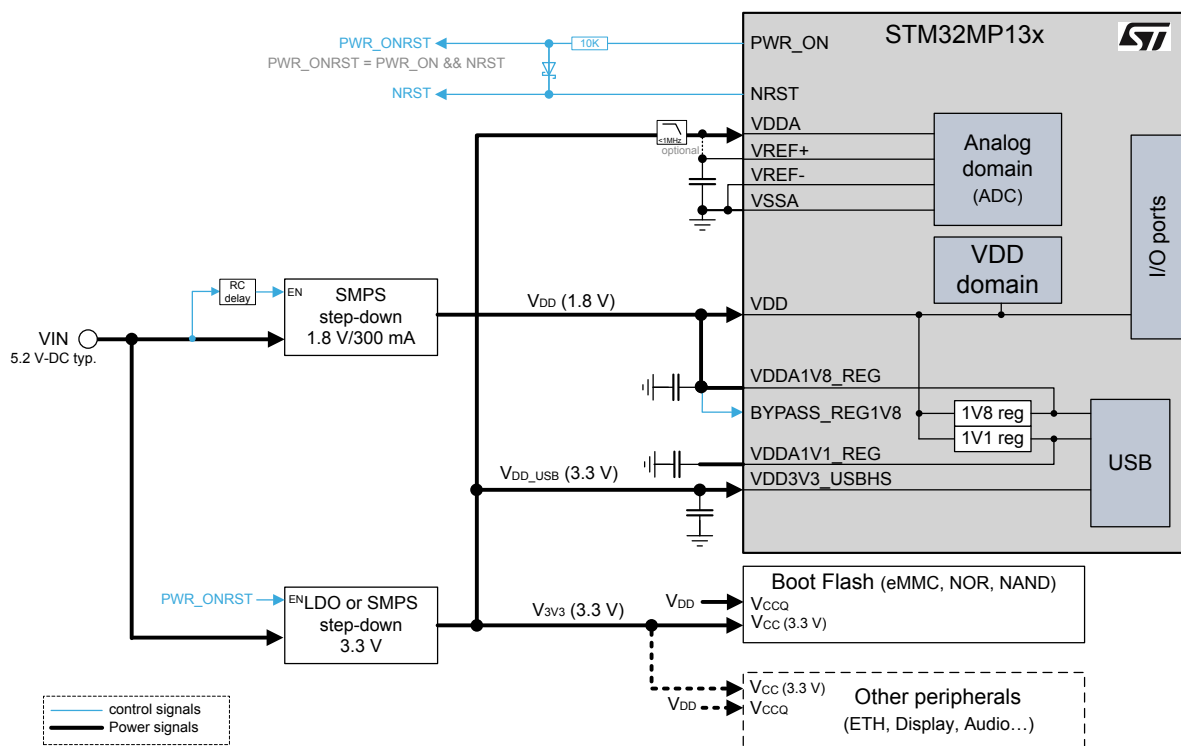 STM32MP13x
ST
PWR_ONRST
10K
PWR_ON
PWR_ONRST = PWR_ON && NRST
NRST
NRST
VDDA
<1MHz
optional
VREF+
VREF-
VSSA
Analog
domain
(ADC)
I/O ports
VDD
domain
RC
delay
EN
SMPS
step-down
1.8 V/300 mA
VDD (1.8 V)
VDD
VIN
5.2 V-DC typ.
VDDA1V8_REG
BYPASS_REG1V8
1V8 reg
1V1 reg
VDDA1V1_REG
USB
VDD_USB (3.3 V)
VDD3V3_USBHS
PWR_ONRST
EN
LDO or SMPS
step-down
3.3 V
V3V3 (3.3 V)
Boot Flash (eMMC, NOR, NAND)
VDD
VCCQ
VCC (3.3 V)
VCC (3.3 V)
VDD
VCCQ
Other peripherals
(ETH, Display, Audio…)
control signals
Power signals